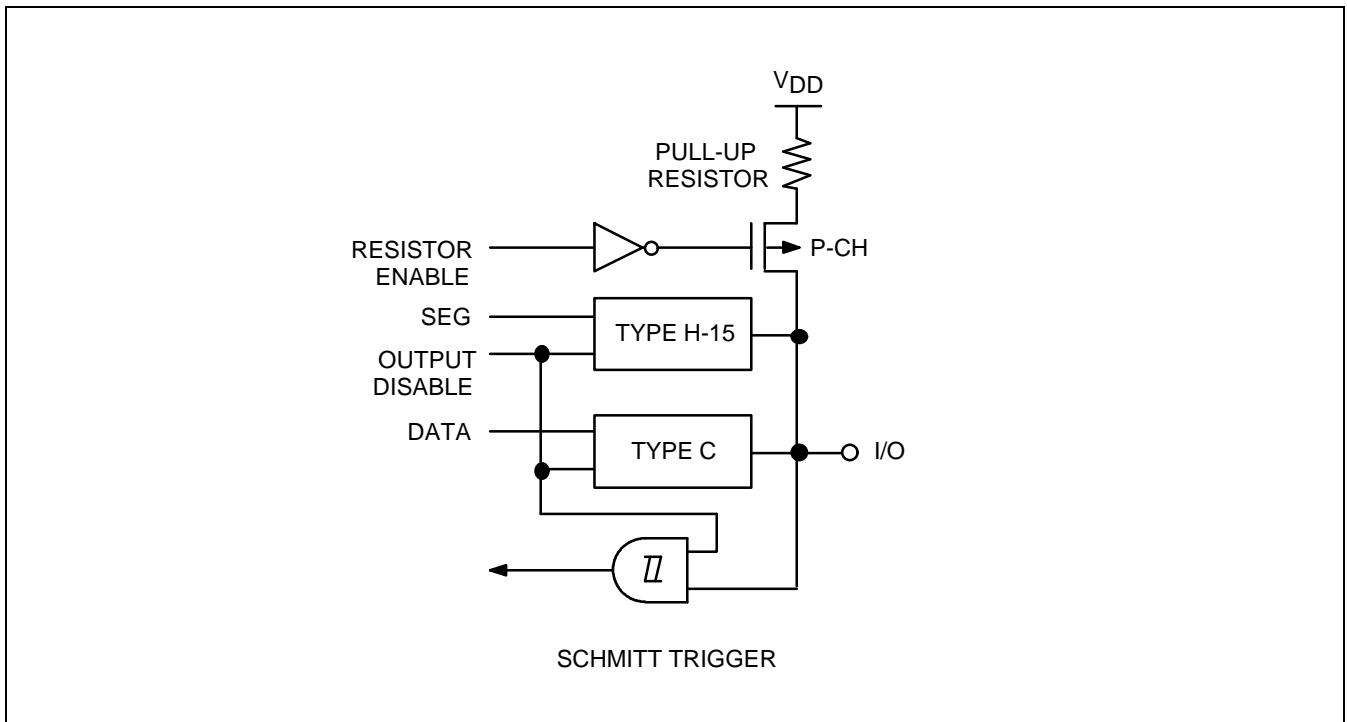 VDD
PULL-UP
RESISTOR
RESISTOR
ENABLE
P-CH
SEG
TYPE H-15
OUTPUT
DISABLE
DATA
TYPE C
I/O
SCHMITT TRIGGER